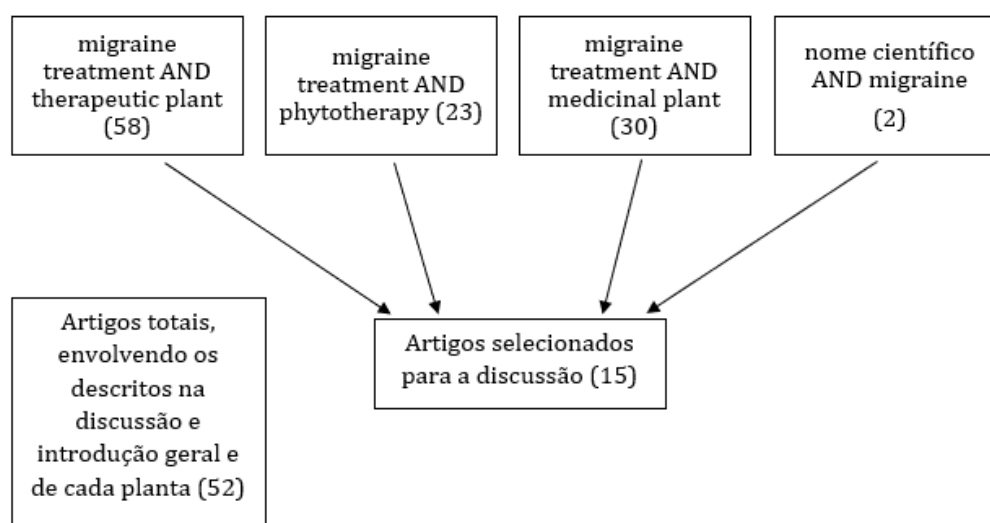 migraine
treatment AND
therapeutic plant
(58)
migraine
treatment AND
phytotherapy (23)
migraine
treatment AND
medicinal plant
(30)
nome científico
AND migraine
(2)
Artigos totais,
envolvendo os
descritos na
discussão e
introdução geral e
de cada planta (52)
Artigos selecionados
para a discussão (15)